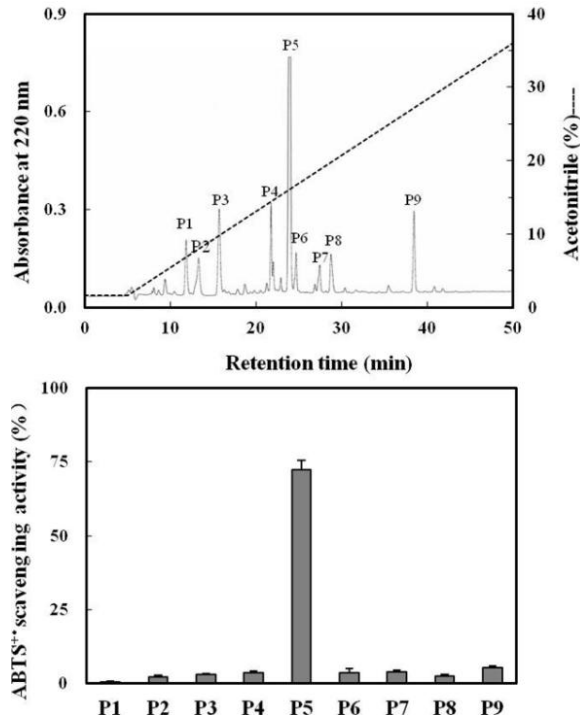 0.9
0.6
0.3
0.0
Absorbance at 220 nm
P1
P2
P3
P4
P5
P6
P7
P8
P9
40
30
20
10
0
Acetonitrile (%)----
0 10 20 30 40 50
Retention time (min)
100
75
50
25
0
ABTS⁺• scavenging activity (%)
P1 P2 P3 P4 P5 P6 P7 P8 P9